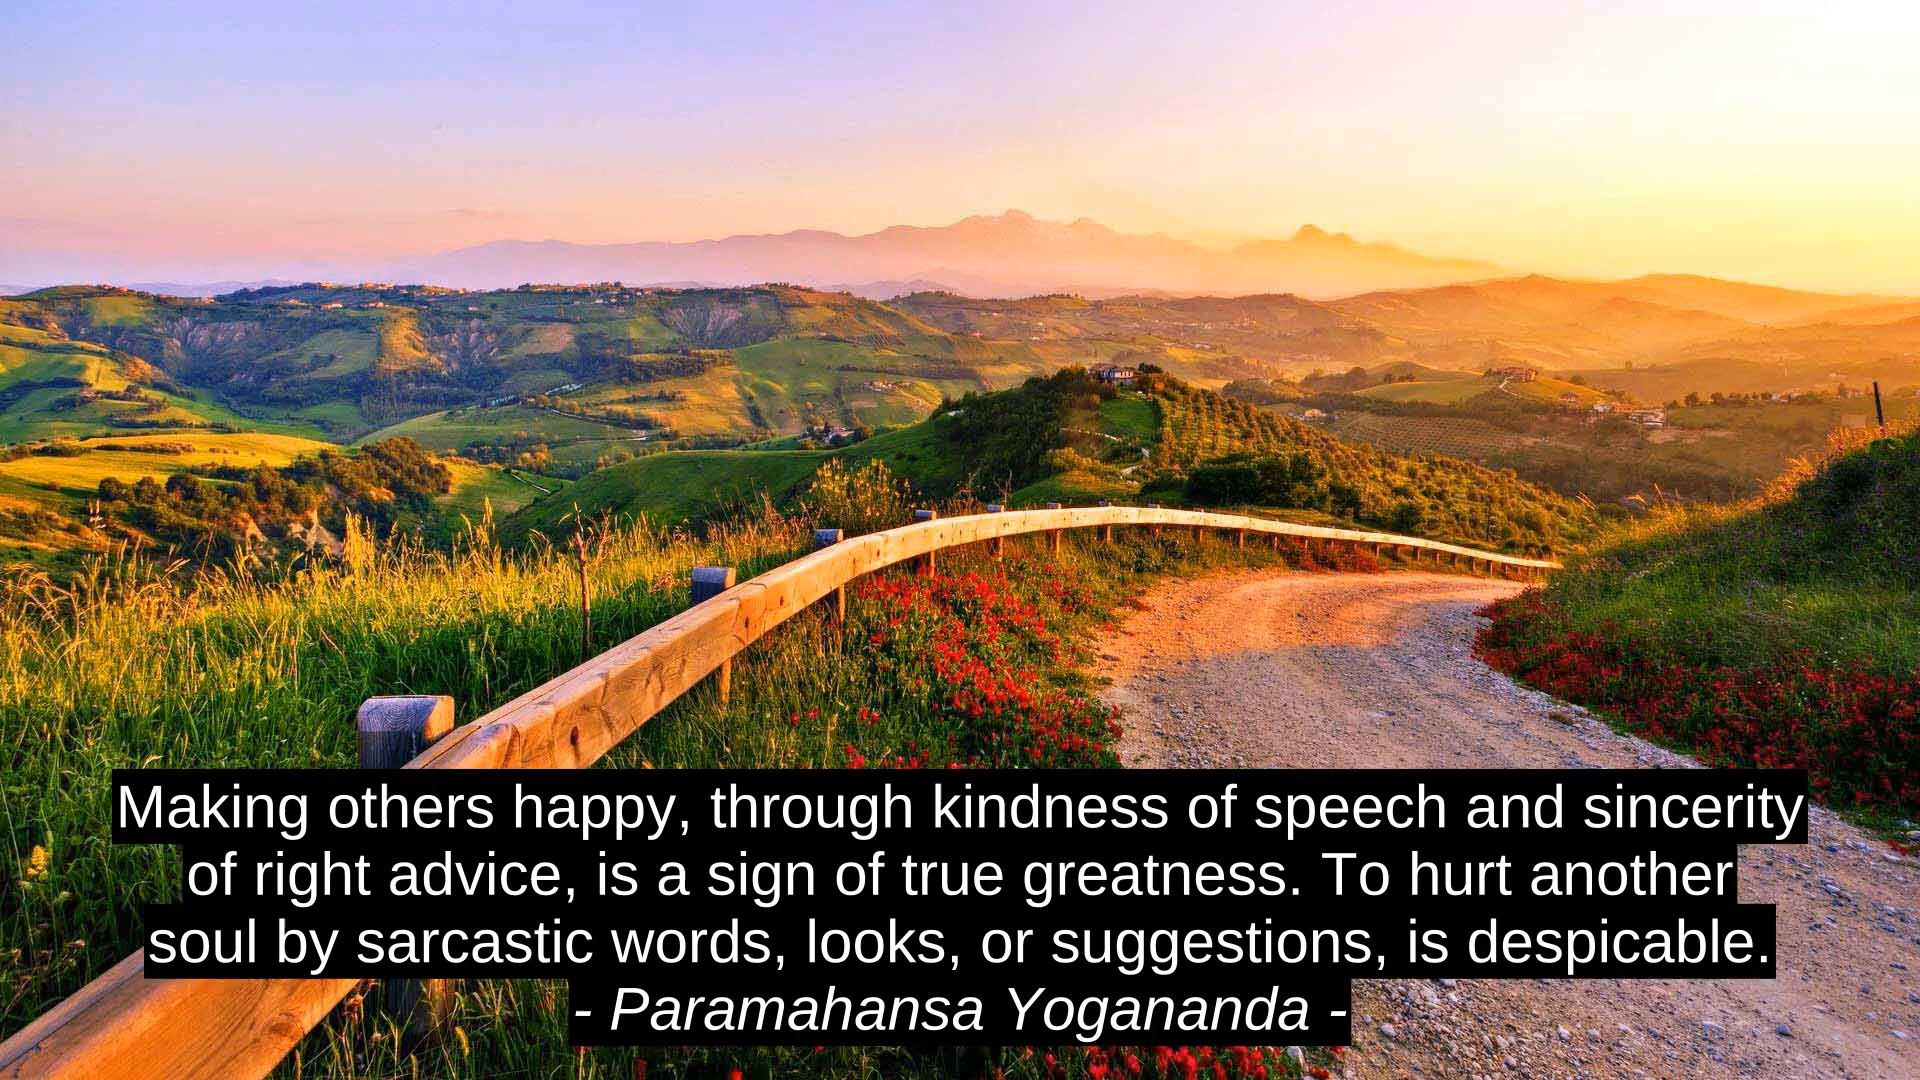 Making others happy, through kindness of speech and sincerity
of right advice, is a sign of true greatness. To hurt another
soul by sarcastic words, looks, or suggestions, is despicable.
- Paramahansa Yogananda -